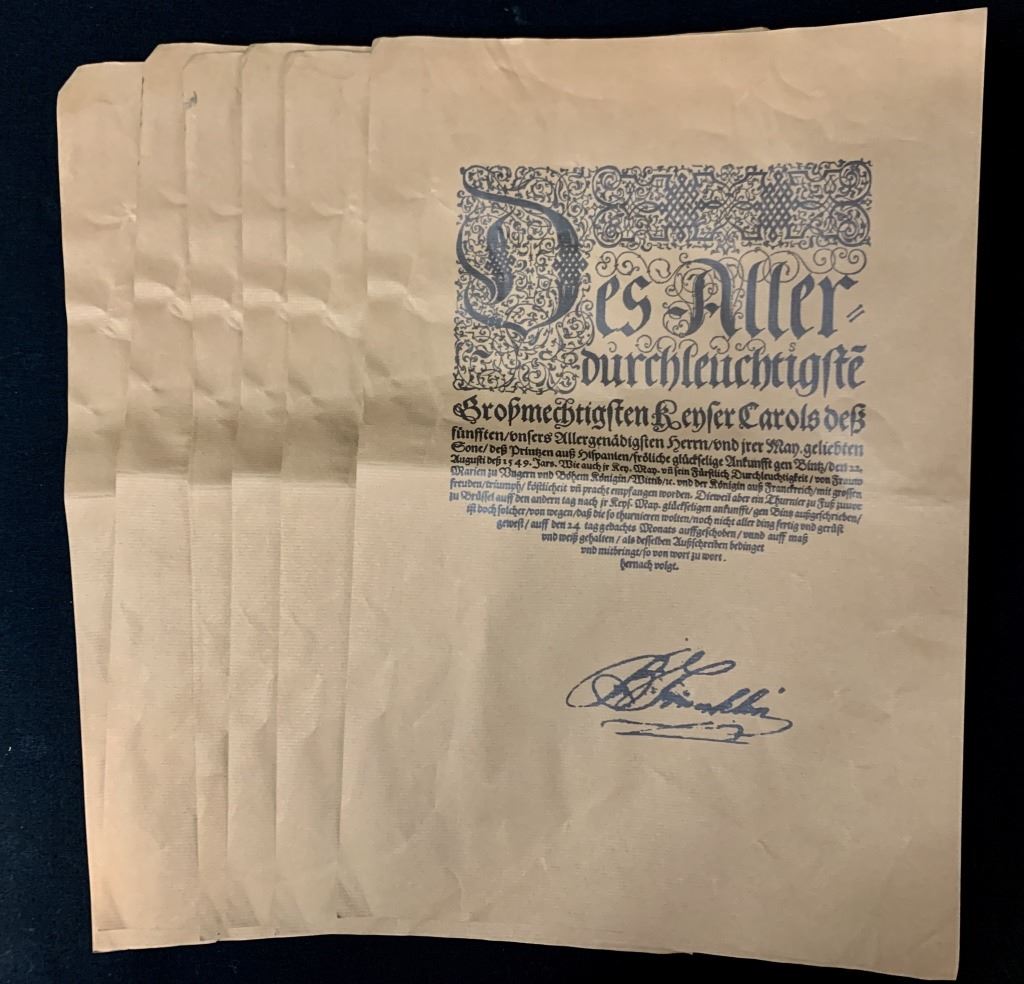 Des Aller⸗
durchleuchtigstē
Großmechtigsten Keyser Carols deß
fünfften/vnsers Allergenädigsten Herrn/vnd jrer May. geliebten
Sone/deß Printzen auß Hispanien/fröliche glückselige Ankunfft gen Bintz/den 22.
Augusti deß 1549. Jars. Wie auch jr Key. May. vñ sein Fürstlich Durchleuchtigkeit/von Frauw
Marien zu Vngern vnd Böhem Königin/Wittib/ꝛc. vnd der Königin auß Franckreich/mit grossen
freuden/triumph/köstlicheit vñ pracht empfangen worden. Dieweil aber ein Thurnier zu Fuß zuuor
zu Brüssel auff den andern tag nach jr Keys. May. glückseligen ankunfft/gen Bins außgeschrieben/
ist doch solcher/von wegen/daß die so thurnieren wolten/noch nicht aller ding fertig vnd gerüst
gewest/auff den 24 tag gedachts Monats auffgeschoben/vnnd auff maß
vnd weiß gehalten/als desselben Außschreiben bedinget
vnd mitbringt/so von wort zu wort.
hernach volgt.
B. Franklin